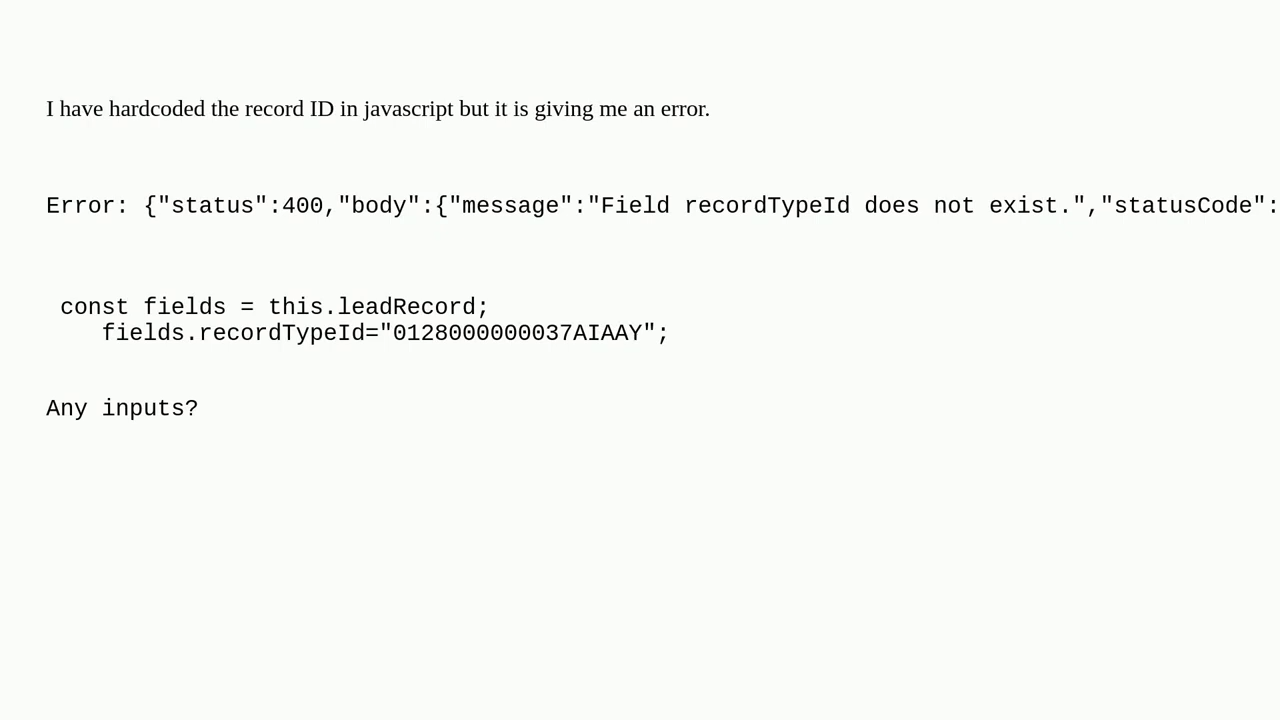 I have hardcoded the record ID in javascript but it is giving me an error.
Error: {"status":400,"body":{"message":"Field recordTypeId does not exist.","statusCode":
const fields = this.leadRecord;
fields.recordTypeId="0128000000037AIAAY";
Any inputs?